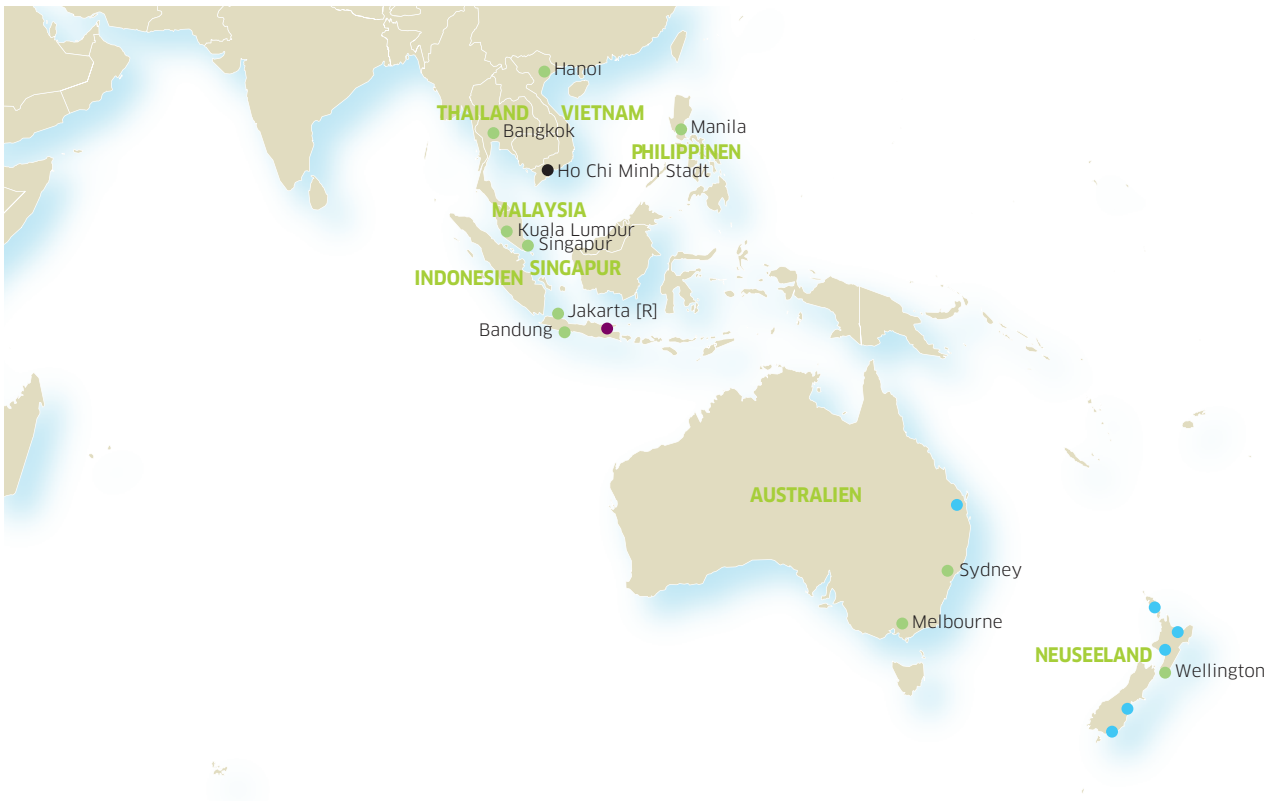 Hanoi
THAILAND
VIETNAM
Bangkok
Manila
PHILIPPINEN
Ho Chi Minh Stadt
MALAYSIA
Kuala Lumpur
Singapur
SINGAPUR
INDONESIEN
Jakarta [R]
Bandung
AUSTRALIEN
Sydney
Melbourne
NEUSEELAND
Wellington